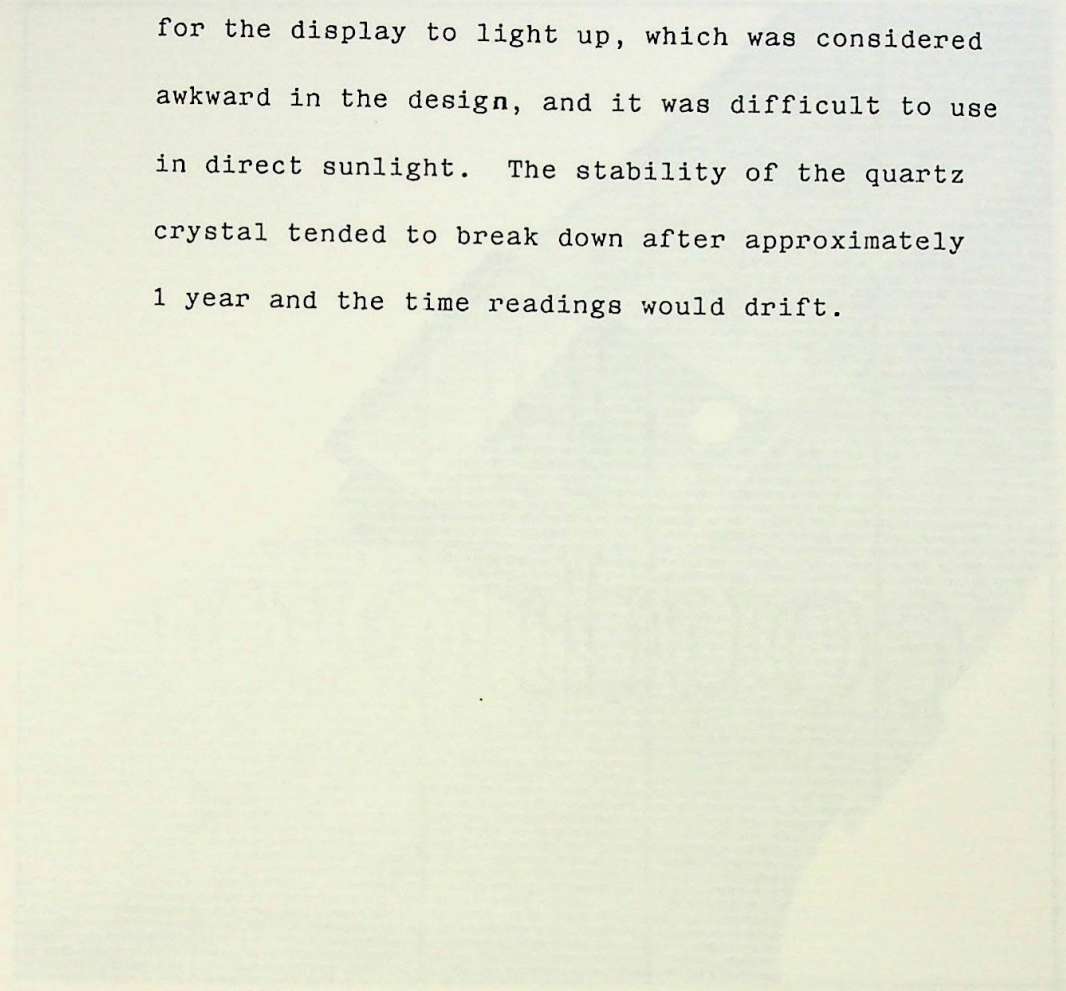 for the display to light up, which was considered
awkward in the design, and it was difficult to use
in direct sunlight.  The stability of the quartz
crystal tended to break down after approximately
1 year and the time readings would drift.